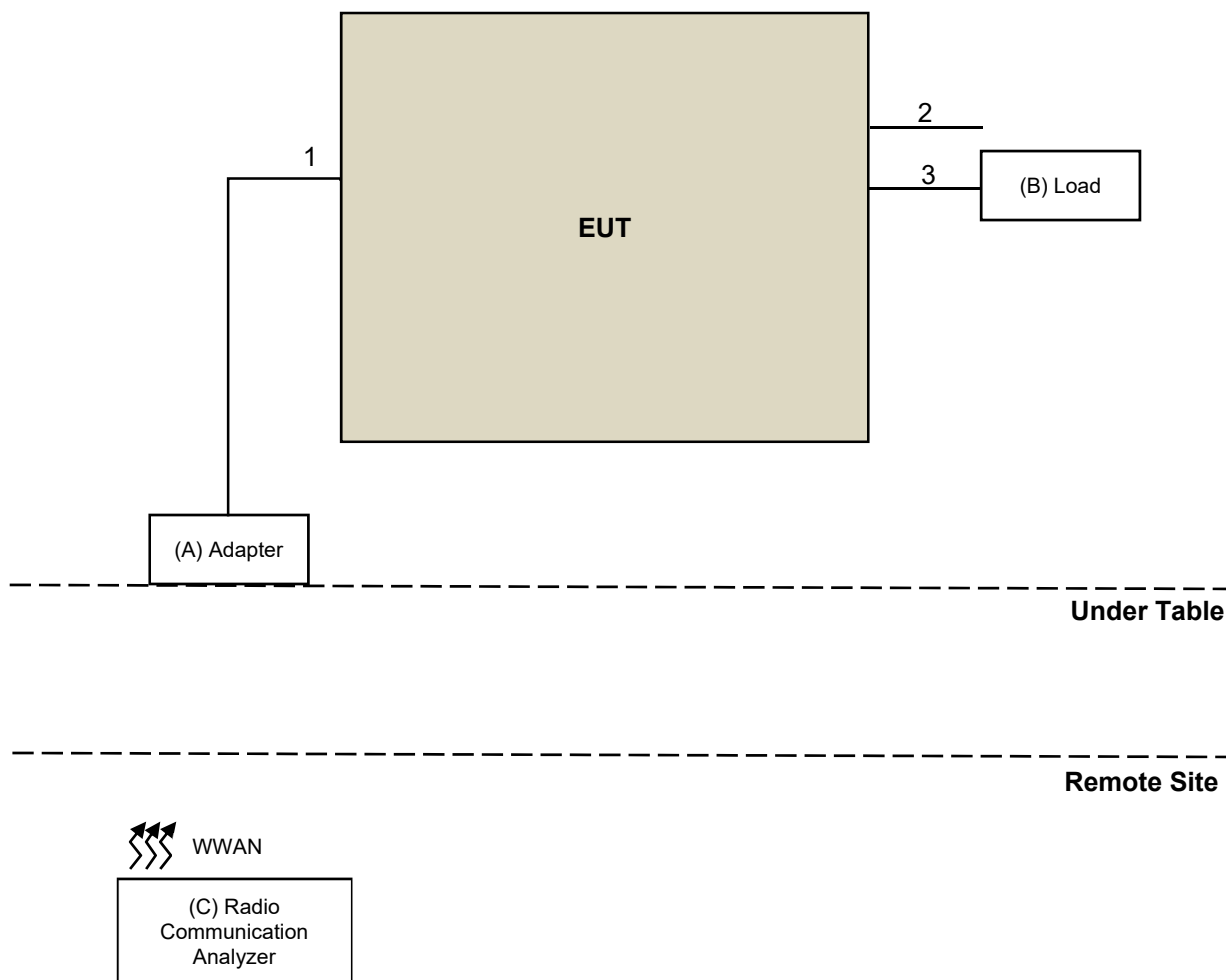 2
1
3
(B) Load
EUT
(A) Adapter
Under Table
Remote Site
WWAN
(C) Radio
Communication
Analyzer